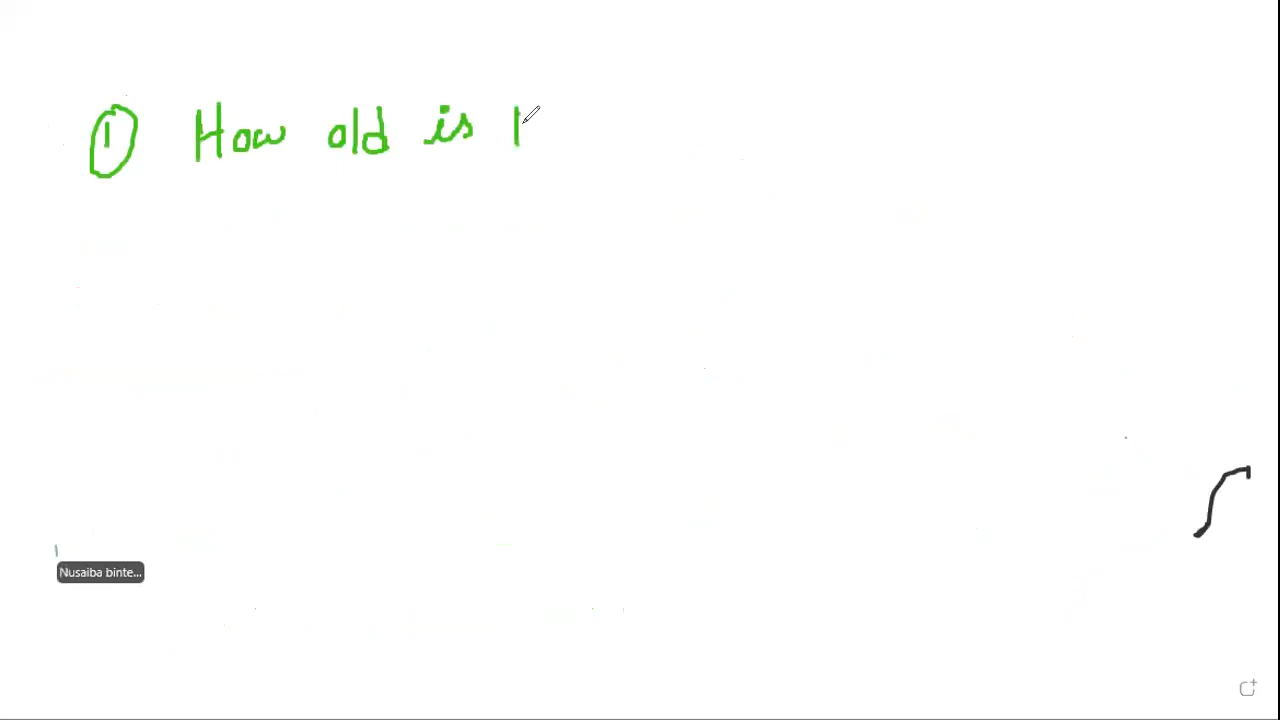 ① How old is
Nusaiba binte...